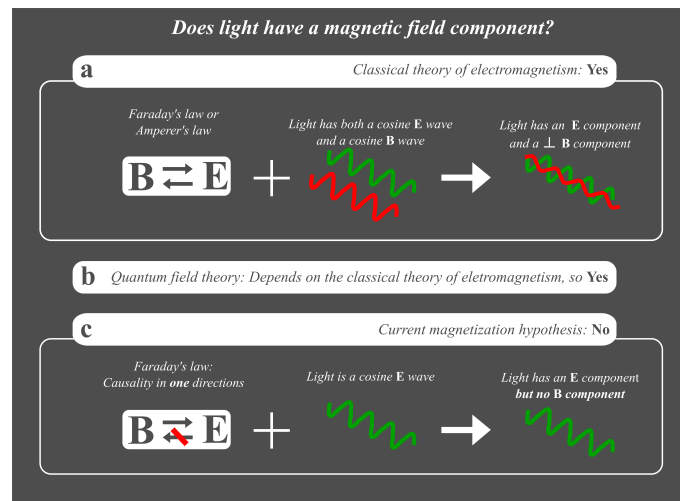 Does light have a magnetic field component?
a
Classical theory of electromagnetism: Yes
Faraday's law or
Amperer's law
B ⇄ E
Light has both a cosine E wave
and a cosine B wave
Light has an E component
and a ⊥ B component
b Quantum field theory: Depends on the classical theory of eletromagnetism, so Yes
c
Current magnetization hypothesis: No
Faraday's law:
Causality in one directions
B ⇄ E
Light is a cosine E wave
Light has an E component
but no B component